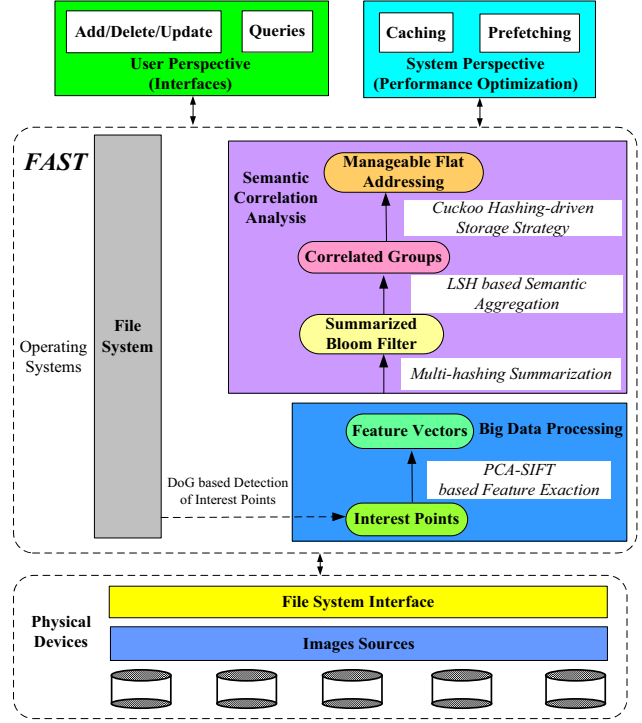 Add/Delete/Update
Queries
User Perspective
(Interfaces)
Caching
Prefetching
System Perspective
(Performance Optimization)
FAST
File
System
Operating
Systems
Semantic
Correlation
Analysis
Manageable Flat
Addressing
Cuckoo Hashing-driven
Storage Strategy
Correlated Groups
LSH based Semantic
Aggregation
Summarized
Bloom Filter
Multi-hashing Summarization
Feature Vectors
Big Data Processing
PCA-SIFT
based Feature Exaction
DoG based Detection
of Interest Points
Interest Points
Physical
Devices
File System Interface
Images Sources